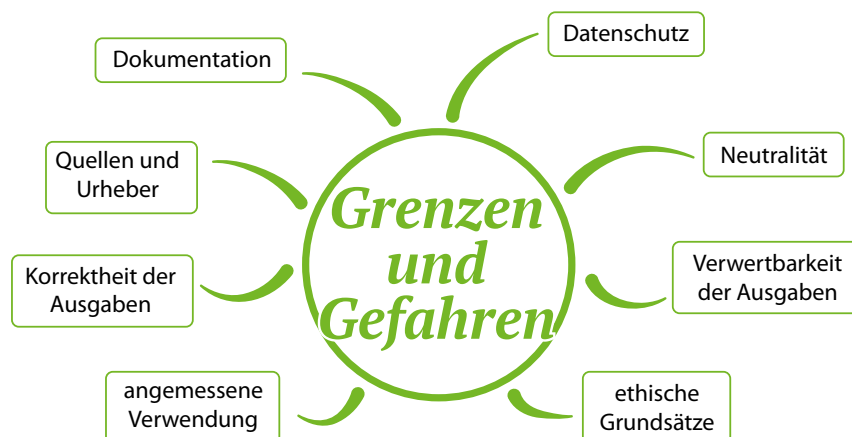 Dokumentation
Datenschutz
Quellen und
Urheber
Neutralität
Grenzen
und
Gefahren
Korrektheit der
Ausgaben
Verwertbarkeit
der Ausgaben
angemessene
Verwendung
ethische
Grundsätze